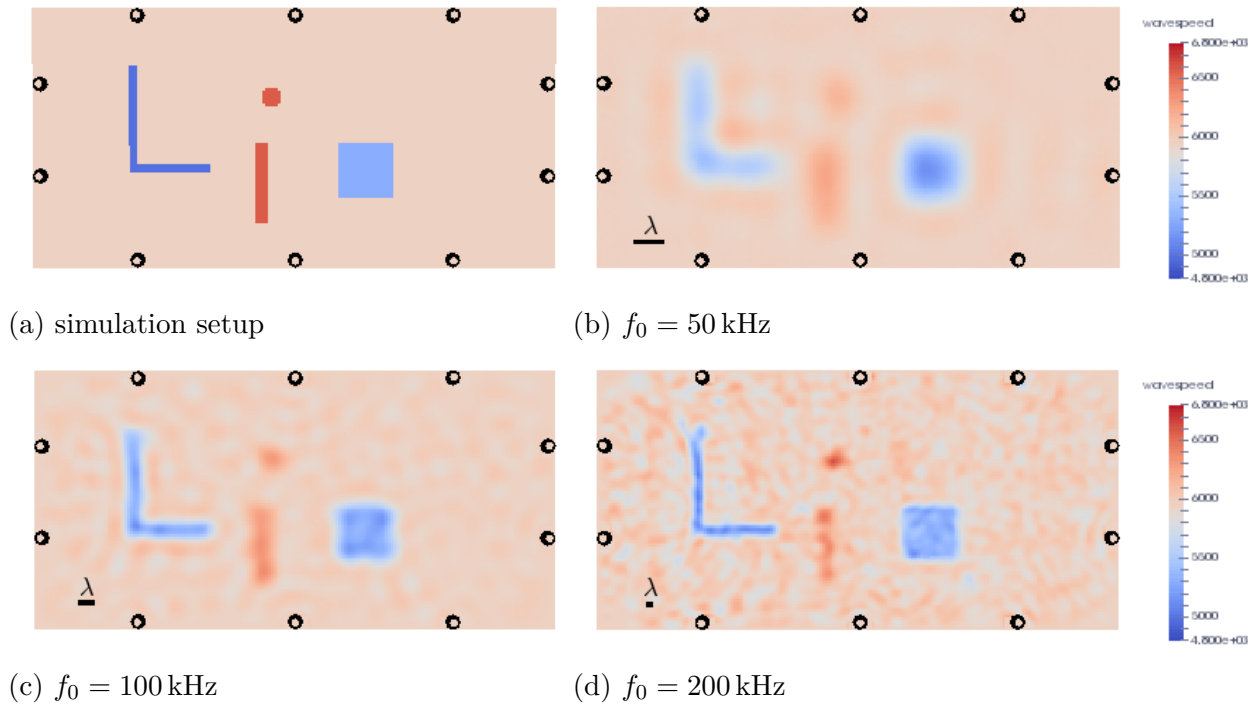 wavespeed
6.800e+03
6500
6000
5500
5000
4.800e+03
λ
(a) simulation setup
(b) f₀ = 50 kHz
wavespeed
6.800e+03
6500
6000
5500
5000
4.800e+03
λ
λ
(c) f₀ = 100 kHz
(d) f₀ = 200 kHz